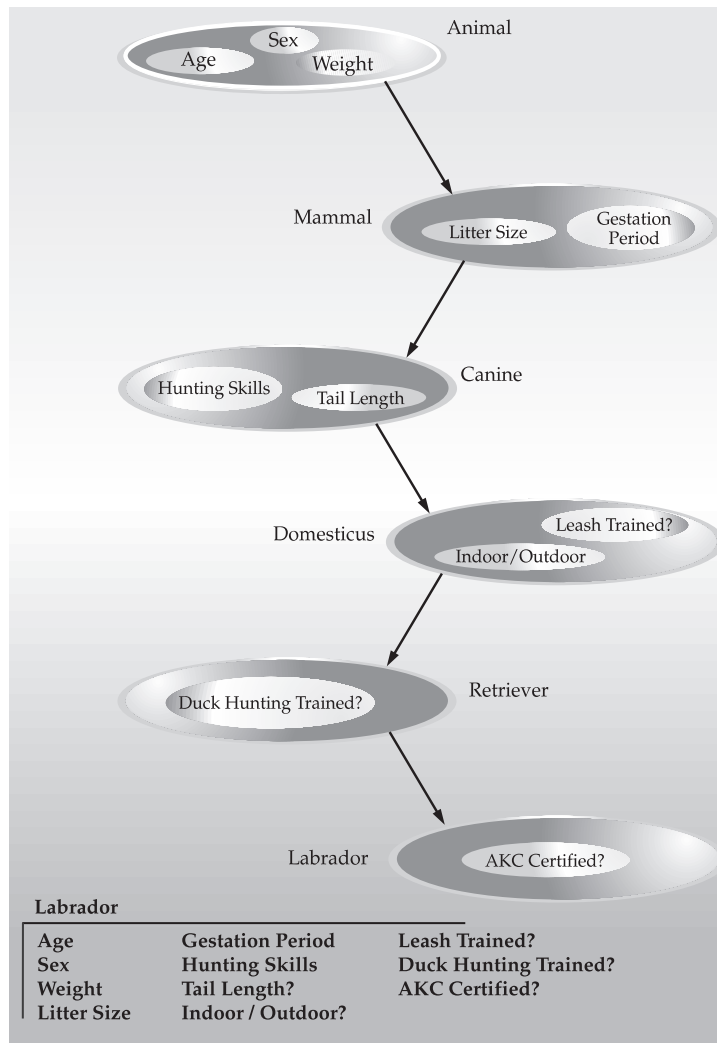 Animal
Sex
Age
Weight
Mammal
Litter Size
Gestation
Period
Canine
Hunting Skills
Tail Length
Domesticus
Leash Trained?
Indoor/Outdoor
Retriever
Duck Hunting Trained?
Labrador
AKC Certified?
Labrador
Age Gestation Period Leash Trained?
Sex Hunting Skills Duck Hunting Trained?
Weight Tail Length? AKC Certified?
Litter Size Indoor / Outdoor?